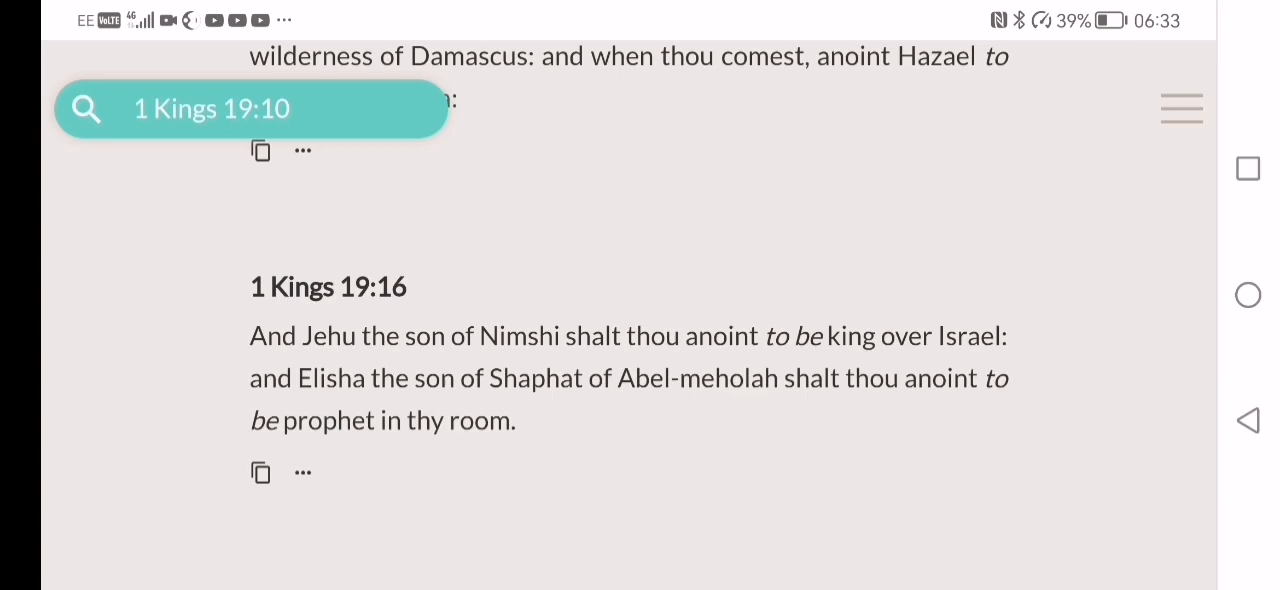 EE VoLTE 4G 39% 06:33
wilderness of Damascus: and when thou comest, anoint Hazael to
1 Kings 19:10
1 Kings 19:16
And Jehu the son of Nimshi shalt thou anoint to be king over Israel:
and Elisha the son of Shaphat of Abel-meholah shalt thou anoint to
be prophet in thy room.